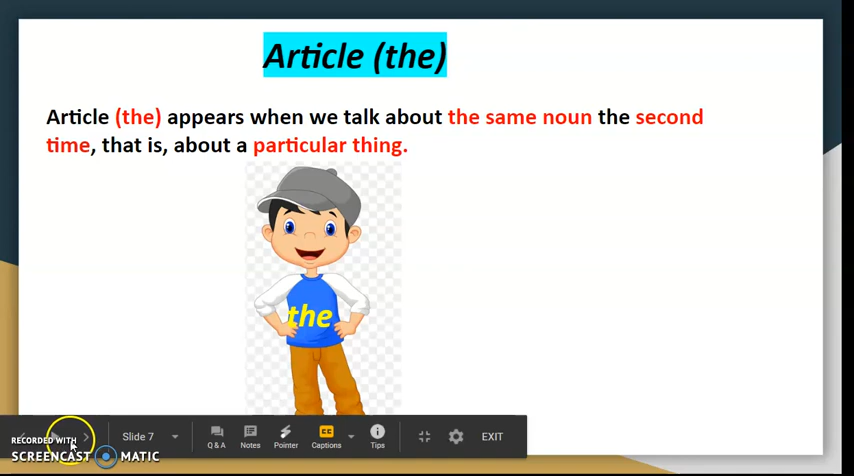 Article (the)
Article (the) appears when we talk about the same noun the second
time, that is, about a particular thing.
the
Slide 7
Q & A
Notes
Pointer
CC
Captions
Tips
EXIT
RECORDED WITH
SCREENCAST MATIC